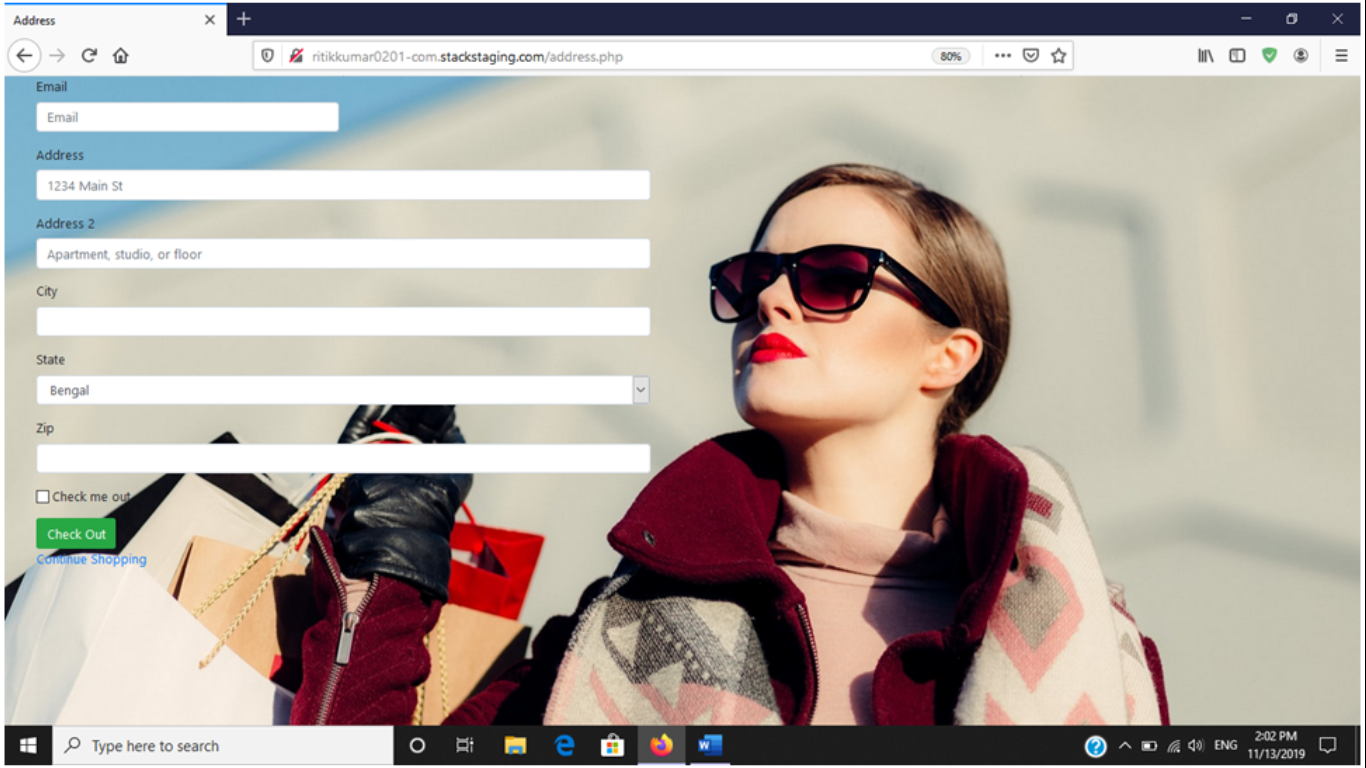 Address
ritikkumar0201-com.stackstaging.com/address.php
80%
Email
Email
Address
1234 Main St
Address 2
Apartment, studio, or floor
City
State
Bengal
Zip
Check me out
Check Out
Continue Shopping
Type here to search
ENG
2:02 PM
11/13/2019